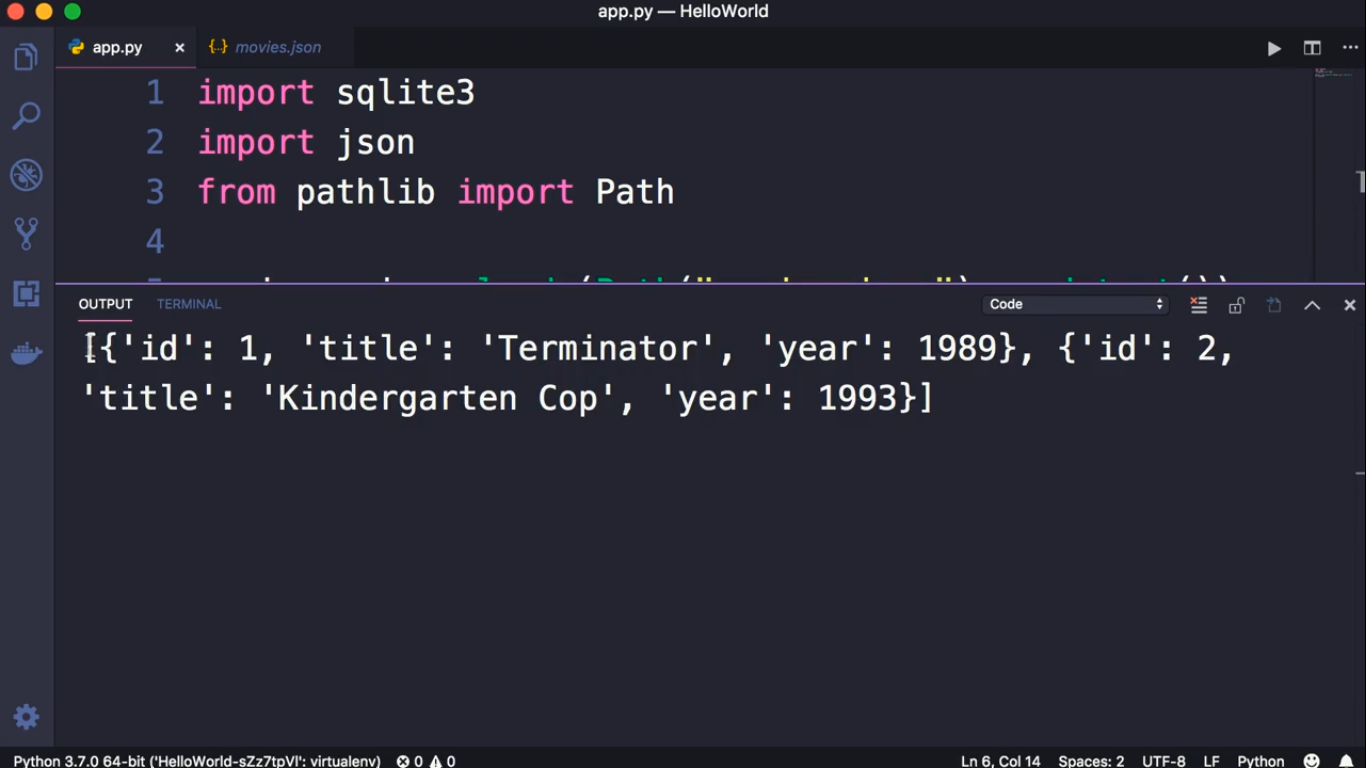 app.py — HelloWorld
app.py × {..} movies.json
1 import sqlite3
2 import json
3 from pathlib import Path
4
OUTPUT TERMINAL Code
[{'id': 1, 'title': 'Terminator', 'year': 1989}, {'id': 2,
'title': 'Kindergarten Cop', 'year': 1993}]
Python 3.7.0 64-bit ('HelloWorld-sZz7tpVI': virtualenv) 0 0 Ln 6, Col 14 Spaces: 2 UTF-8 LF Python